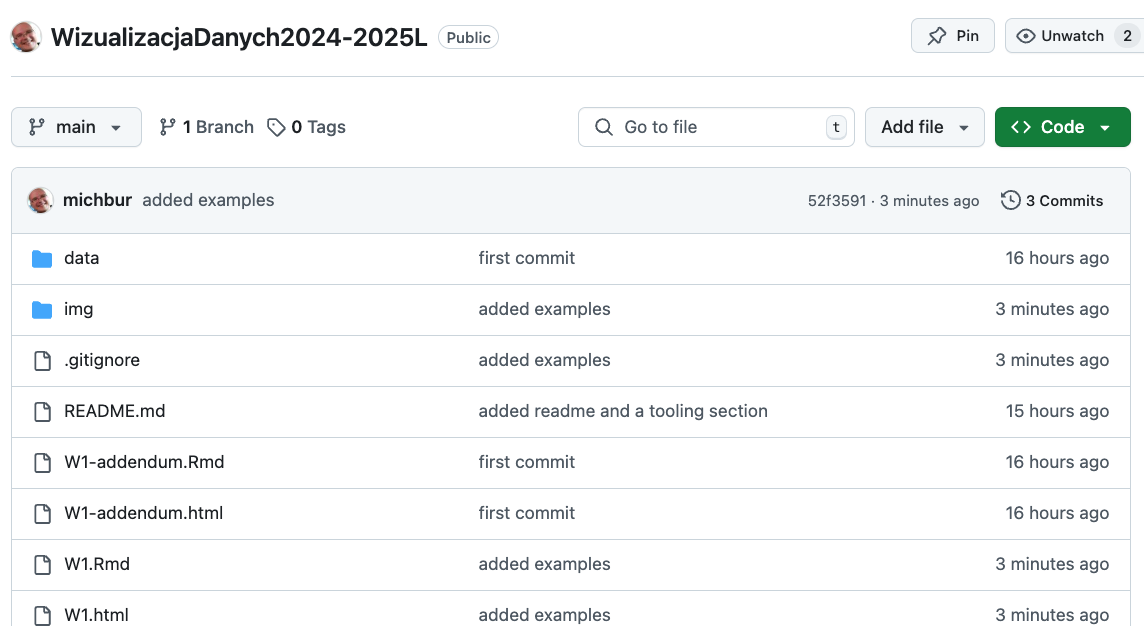 WizualizacjaDanych2024-2025L Public Pin Unwatch 2
main 1 Branch 0 Tags Go to file t Add file Code
michbur added examples 52f3591 · 3 minutes ago 3 Commits
data first commit 16 hours ago
img added examples 3 minutes ago
.gitignore added examples 3 minutes ago
README.md added readme and a tooling section 15 hours ago
W1-addendum.Rmd first commit 16 hours ago
W1-addendum.html first commit 16 hours ago
W1.Rmd added examples 3 minutes ago
W1.html added examples 3 minutes ago